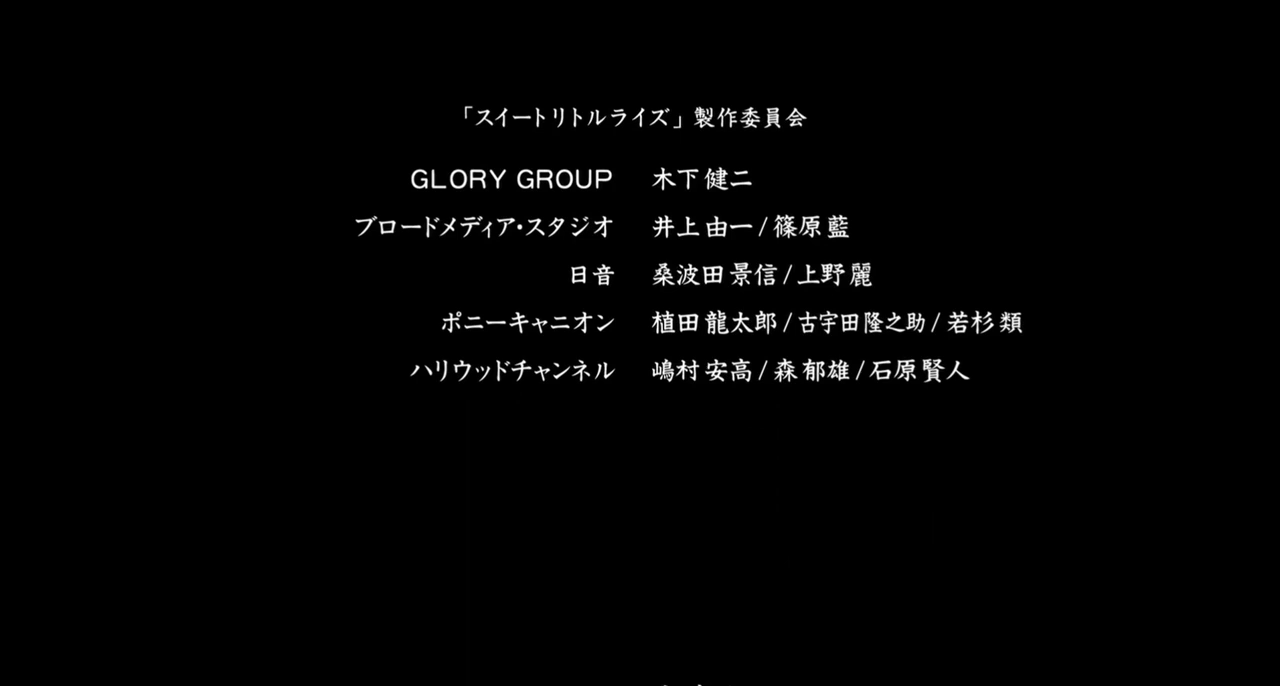 「スイートリトルライズ」製作委員会
GLORY GROUP 木下健二
ブロードメディア・スタジオ 井上由一/篠原藍
日音 桑波田景信/上野麗
ポニーキャニオン 植田龍太郎/古宇田隆之助/若杉類
ハリウッドチャンネル 嶋村安高/森郁雄/石原賢人